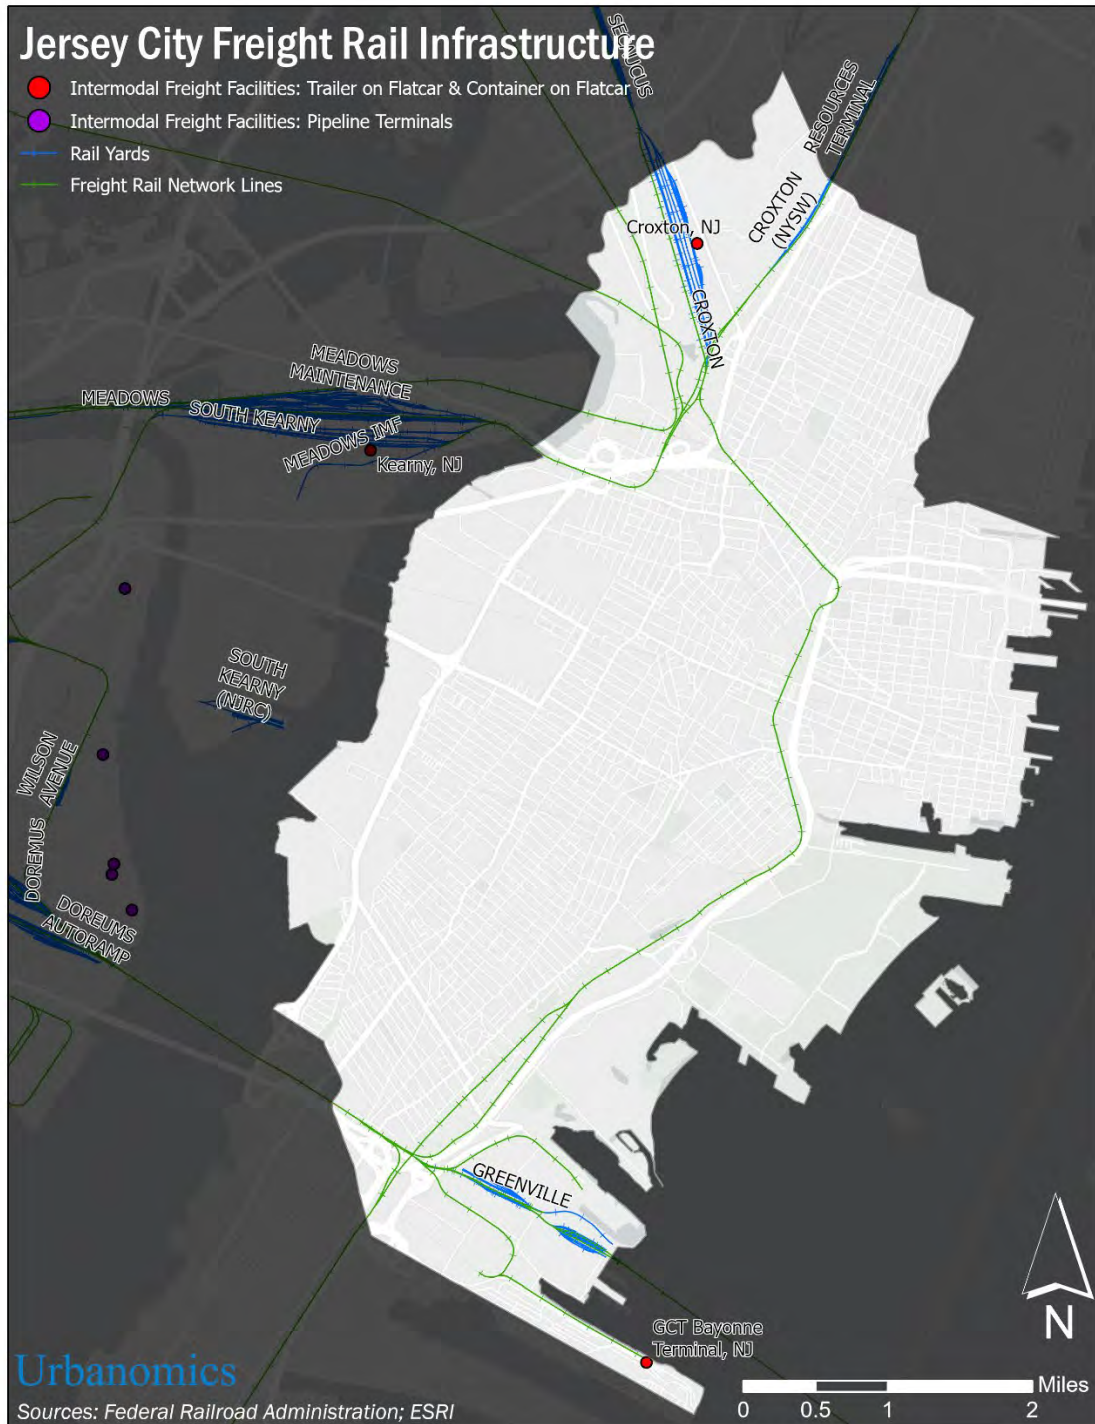 Jersey City Freight Rail Infrastructure
Intermodal Freight Facilities: Trailer on Flatcar & Container on Flatcar
Intermodal Freight Facilities: Pipeline Terminals
Rail Yards
Freight Rail Network Lines
SECAUCUS
RESOURCES
TERMINAL
CROXTON
(NYSW)
Croxton, NJ
CROXTON
MEADOWS
MAINTENANCE
MEADOWS
SOUTH KEARNY
MEADOWS IMF
Kearny, NJ
SOUTH
KEARNY
(NJRC)
WILSON
AVENUE
DOREMUS
DOREUMS
AUTORAMP
GREENVILLE
GCT Bayonne
Terminal, NJ
N
Urbanomics
Sources: Federal Railroad Administration; ESRI
Miles
0 0.5 1 2